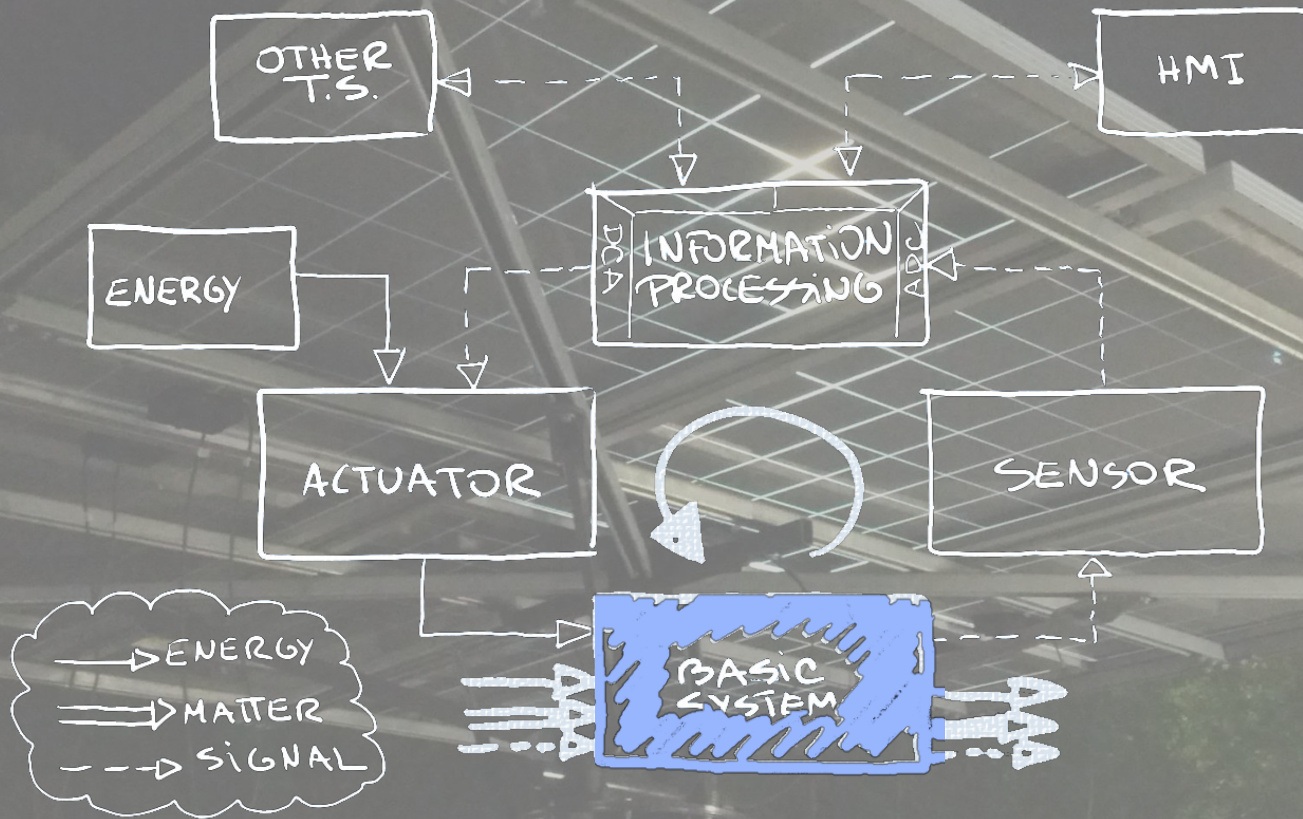 OTHER
T.S.
HMI
DCA
INFORMATION
PROCESSING
ADC
ENERGY
ACTUATOR
SENSOR
BASIC
SYSTEM
ENERGY
MATTER
SIGNAL